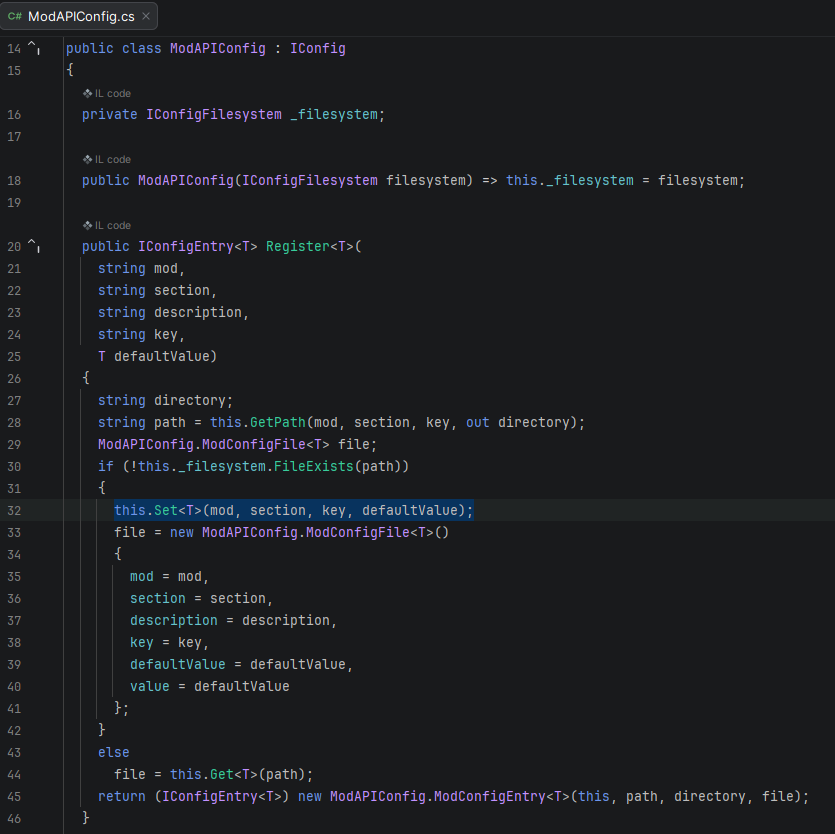 C# ModAPIConfig.cs ×
14 public class ModAPIConfig : IConfig
15 {
IL code
16 private IConfigFilesystem _filesystem;
17
IL code
18 public ModAPIConfig(IConfigFilesystem filesystem) => this._filesystem = filesystem;
19
IL code
20 public IConfigEntry<T> Register<T>(
21 string mod,
22 string section,
23 string description,
24 string key,
25 T defaultValue)
26 {
27 string directory;
28 string path = this.GetPath(mod, section, key, out directory);
29 ModAPIConfig.ModConfigFile<T> file;
30 if (!this._filesystem.FileExists(path))
31 {
32 this.Set<T>(mod, section, key, defaultValue);
33 file = new ModAPIConfig.ModConfigFile<T>()
34 {
35 mod = mod,
36 section = section,
37 description = description,
38 key = key,
39 defaultValue = defaultValue,
40 value = defaultValue
41 };
42 }
43 else
44 file = this.Get<T>(path);
45 return (IConfigEntry<T>) new ModAPIConfig.ModConfigEntry<T>(this, path, directory, file);
46 }